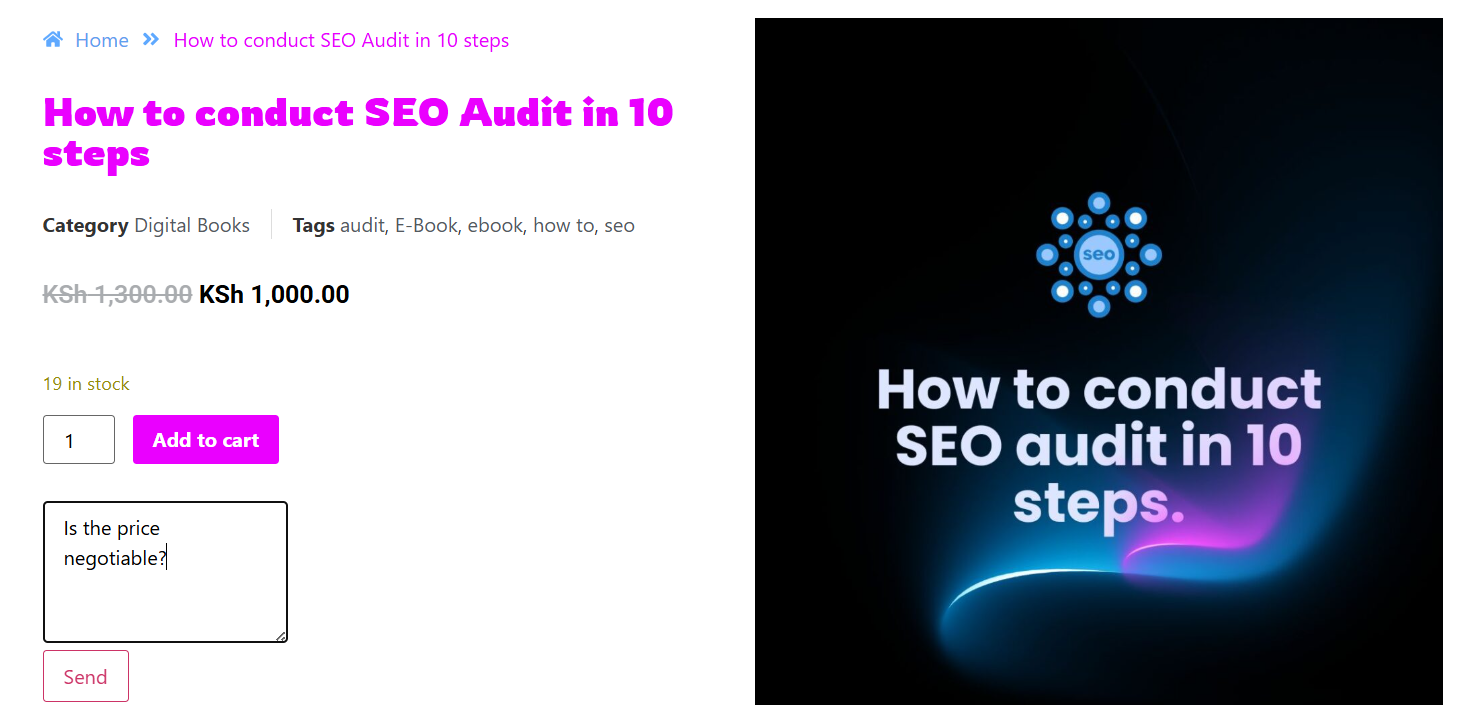 Home » How to conduct SEO Audit in 10 steps
How to conduct SEO Audit in 10
steps
Category Digital Books Tags audit, E-Book, ebook, how to, seo
KSh 1,300.00 KSh 1,000.00
19 in stock
1 Add to cart
Is the price
negotiable?
Send
seo
How to conduct
SEO audit in 10
steps.